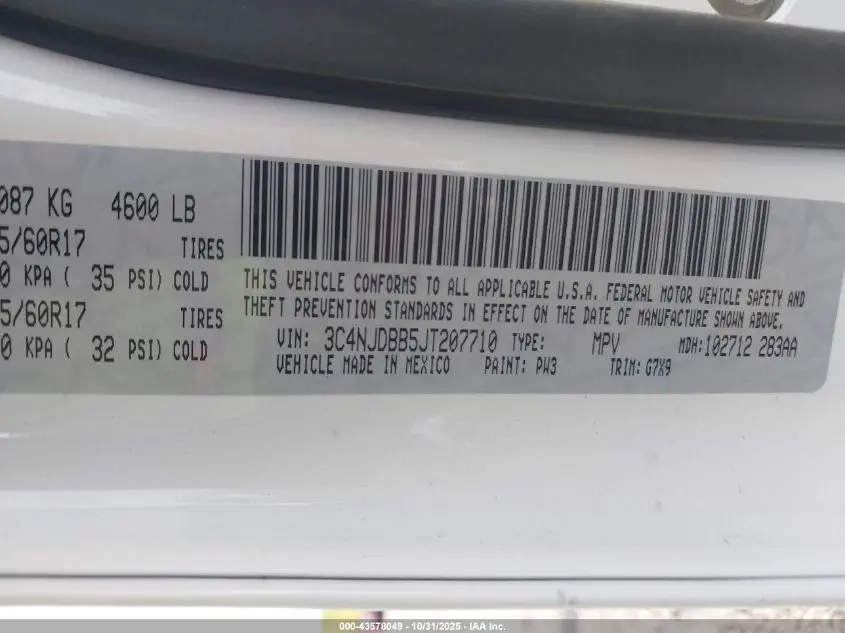 087 KG 4600 LB
5/60R17 TIRES
0 KPA ( 35 PSI) COLD
5/60R17 TIRES
0 KPA ( 32 PSI) COLD
THIS VEHICLE CONFORMS TO ALL APPLICABLE U.S.A. FEDERAL MOTOR VEHICLE SAFETY AND
THEFT PREVENTION STANDARDS IN EFFECT ON THE DATE OF MANUFACTURE SHOWN ABOVE.
VIN: 3C4NJDBB5JT207710 TYPE: MPV MDH:102712 283AA
VEHICLE MADE IN MEXICO PAINT: PW3 TRIM: G7X9
000-43578049 - 10/31/2025 - IAA Inc.